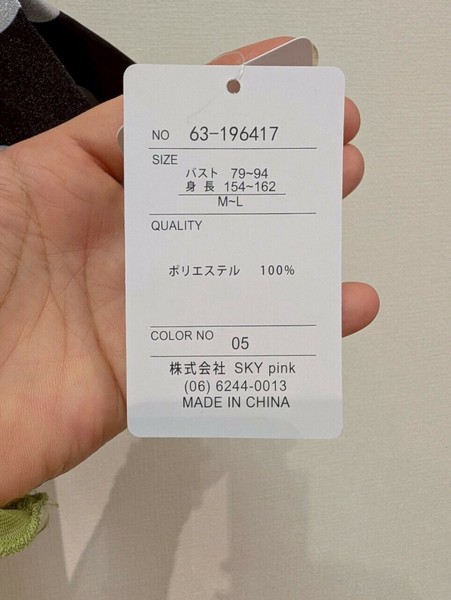 NO 63-196417
SIZE
バスト 79~94
身長 154~162
M~L
QUALITY
ポリエステル 100%
COLOR NO 05
株式会社 SKY pink
(06) 6244-0013
MADE IN CHINA